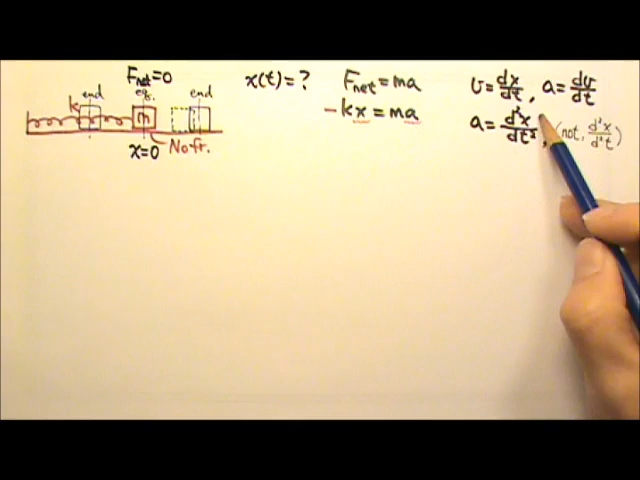 F_net=0
end eq. end
k m
x=0 No fr.
x(t)=?
F_net=ma
-kx=ma
v=dx/dt, a=dv/dt
a=d²x/dt², (not, d²x/d²t)